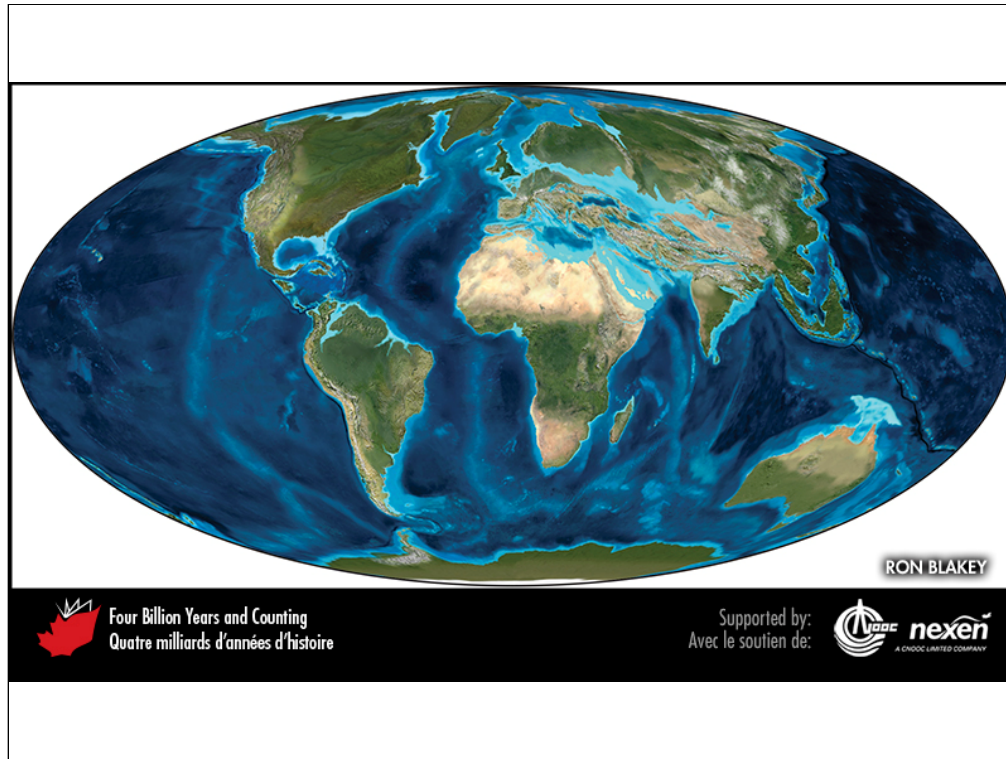 RON BLAKEY
Four Billion Years and Counting
Quatre milliards d'années d'histoire
Supported by:
Avec le soutien de:
CNOOC
nexen
A CNOOC LIMITED COMPANY